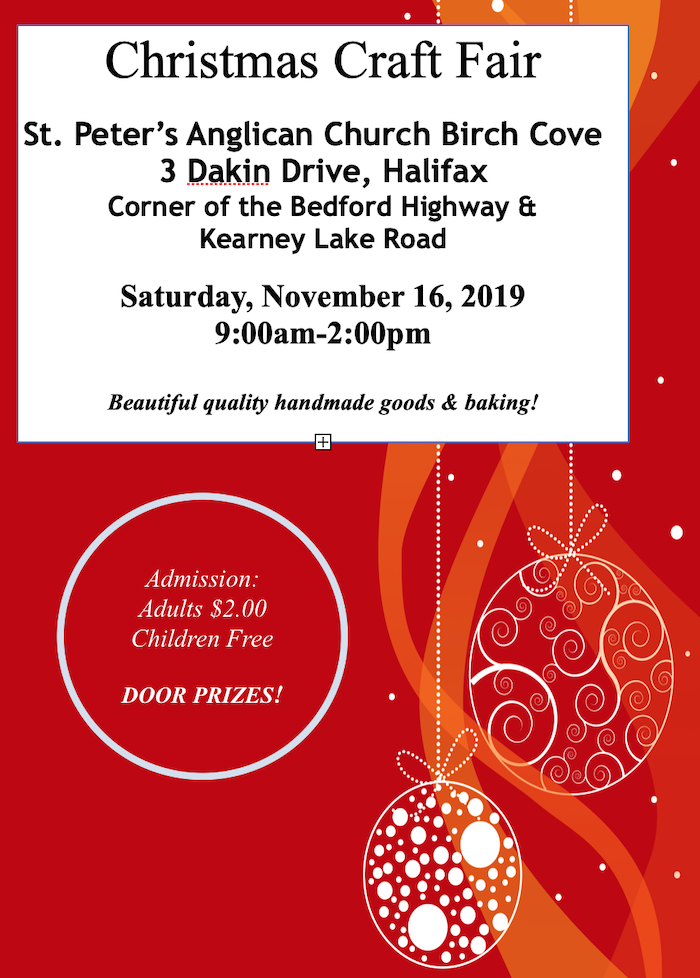 Christmas Craft Fair
St. Peter’s Anglican Church Birch Cove
3 Dakin Drive, Halifax
Corner of the Bedford Highway &
Kearney Lake Road
Saturday, November 16, 2019
9:00am-2:00pm
Beautiful quality handmade goods & baking!
Admission:
Adults $2.00
Children Free
DOOR PRIZES!